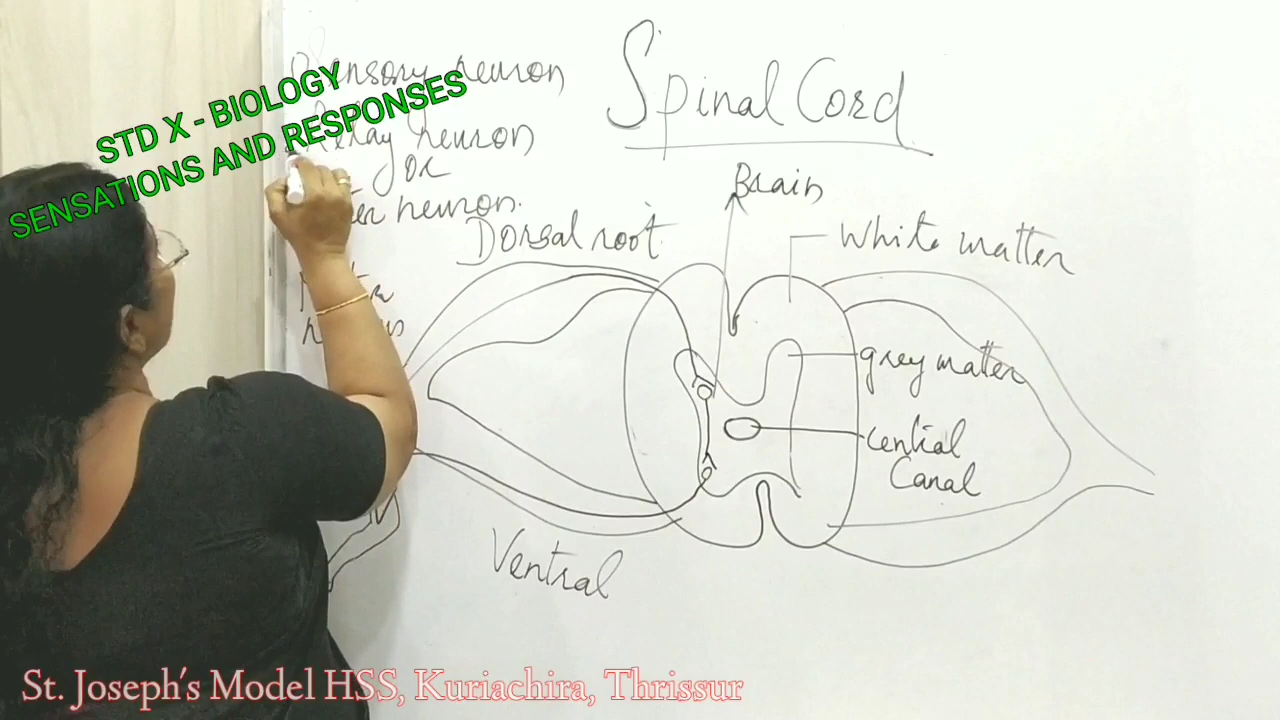 STD X - BIOLOGY
SENSATIONS AND RESPONSES
Sensory neuron
Relay neuron
or
neuron.
Spinal Cord
Brain
Dorsal root
White matter
grey matter
Central
Canal
Ventral
St. Joseph's Model HSS, Kuriachira, Thrissur